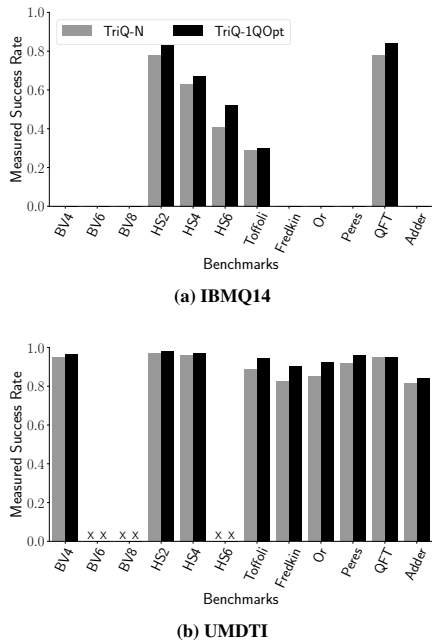 1.0
TriQ-N TriQ-1QOpt
0.8
0.6
0.4
0.2
0.0
Measured Success Rate
BV4 BV6 BV8 HS2 HS4 HS6 Toffoli Fredkin Or Peres QFT Adder
Benchmarks
(a) IBMQ14
1.0
0.8
0.6
0.4
0.2
0.0
Measured Success Rate
X X X X X X
BV4 BV6 BV8 HS2 HS4 HS6 Toffoli Fredkin Or Peres QFT Adder
Benchmarks
(b) UMDTI